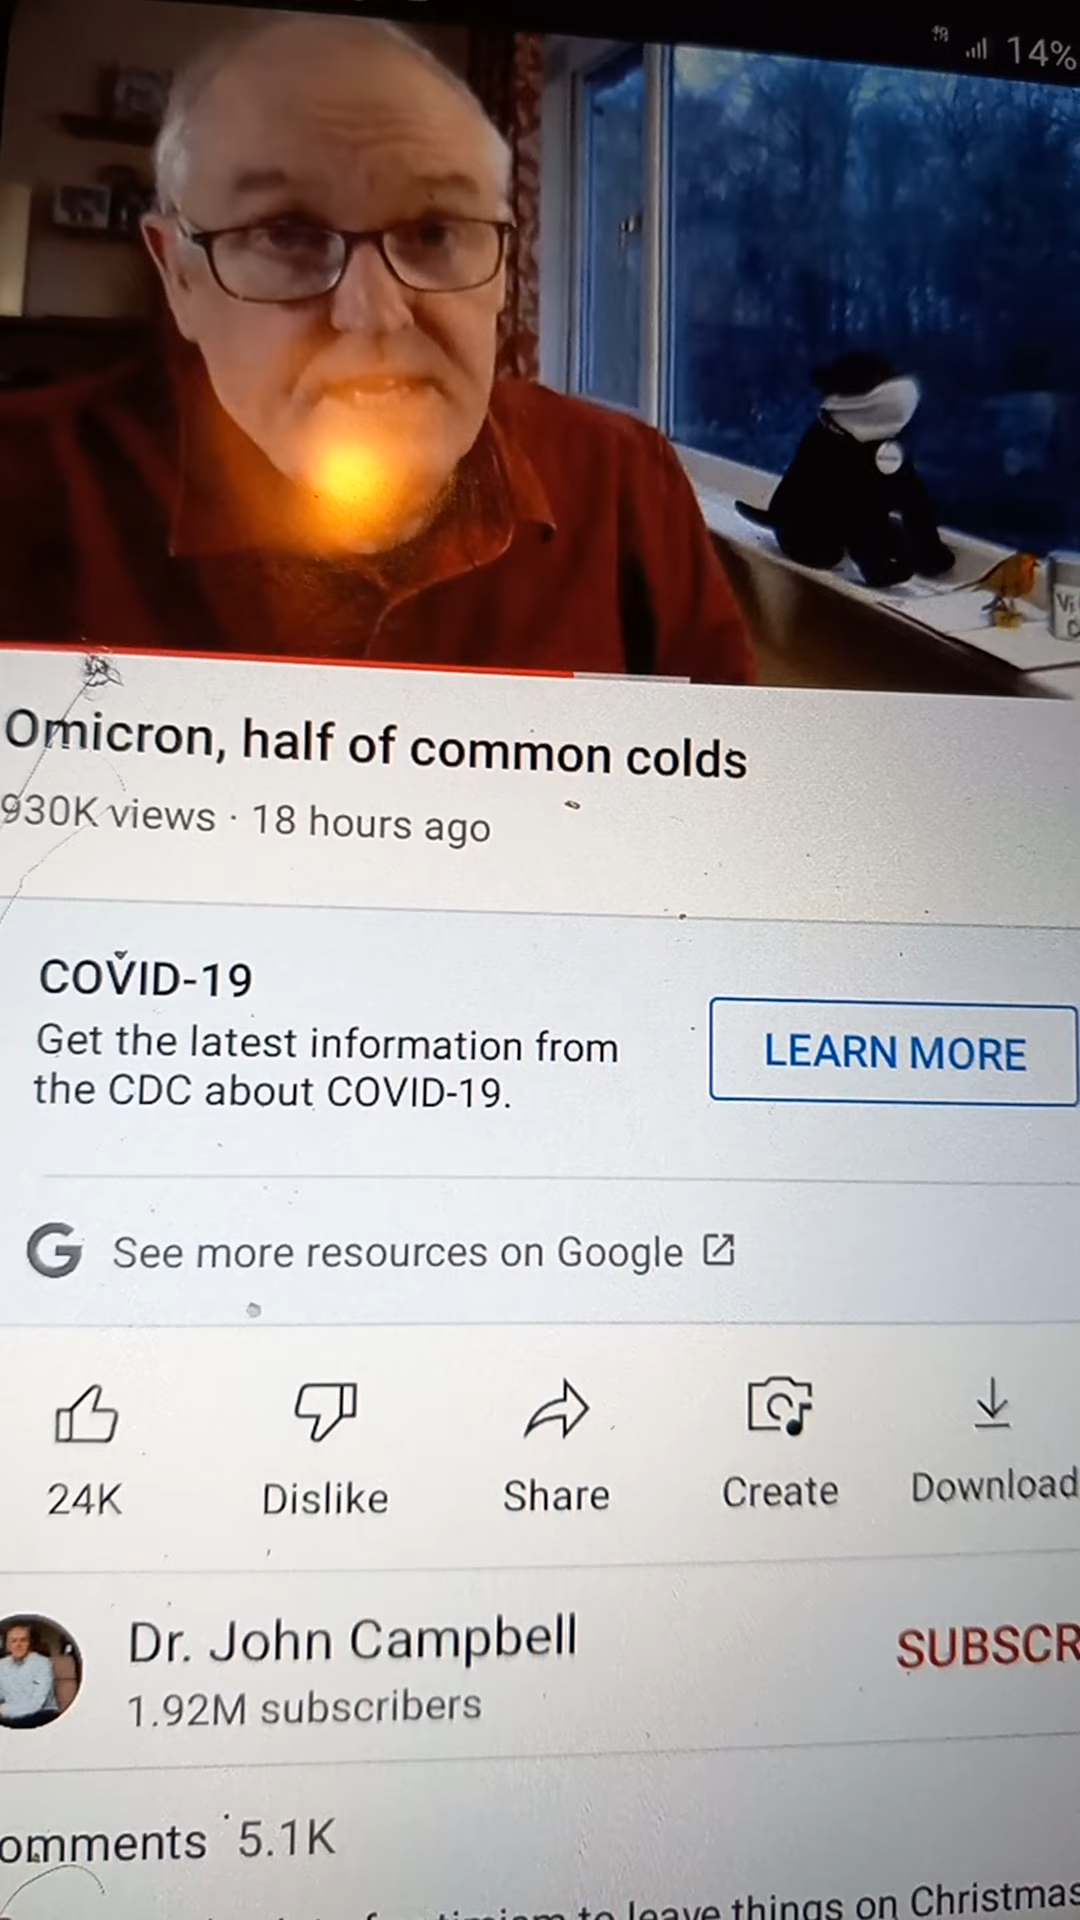 14%
Omicron, half of common colds
930K views · 18 hours ago
COVID-19
Get the latest information from
the CDC about COVID-19.
LEARN MORE
G See more resources on Google
24K
Dislike
Share
Create
Download
Dr. John Campbell
1.92M subscribers
SUBSCR
omments 5.1K
to leave things on Christmas